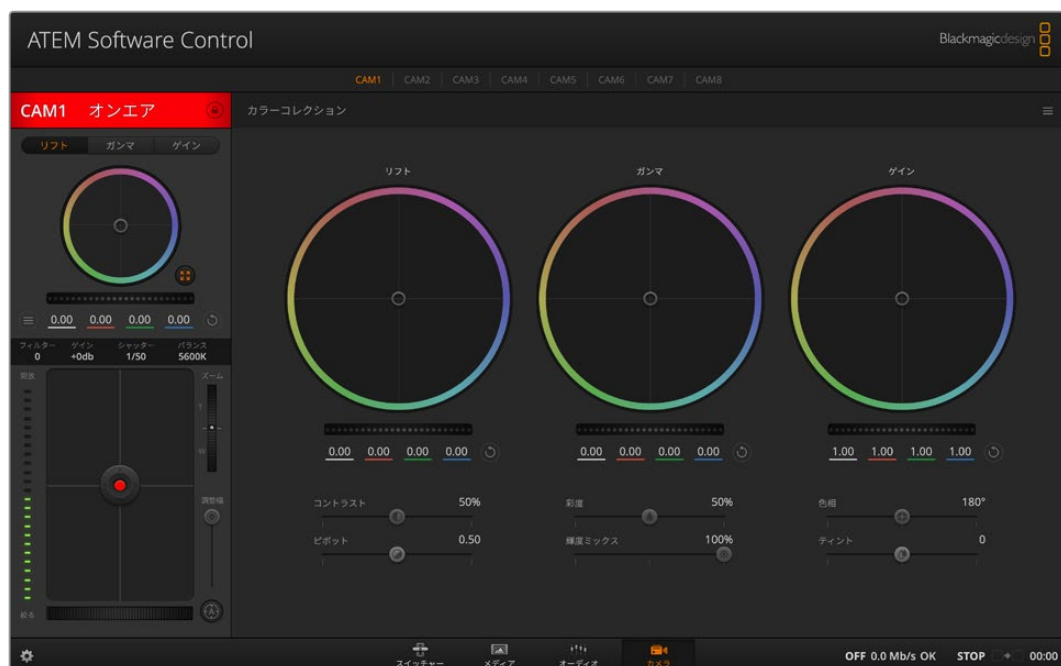 ATEM Software Control
Blackmagicdesign
CAM1 CAM2 CAM3 CAM4 CAM5 CAM6 CAM7 CAM8
CAM1 オンエア
カラーコレクション
リフト ガンマ ゲイン
0.00 0.00 0.00 0.00
フィルター ゲイン シャッター バランス
0 +0db 1/50 5600K
開放 ズーム
T
W
調整幅
絞る
A
リフト ガンマ ゲイン
0.00 0.00 0.00 0.00 0.00 0.00 0.00 0.00 1.00 1.00 1.00 1.00
コントラスト 50% 彩度 50% 色相 180°
ピボット 0.50 輝度ミックス 100% ティント 0
スイッチャー メディア オーディオ カメラ
OFF 0.0 Mb/s OK STOP 00:00